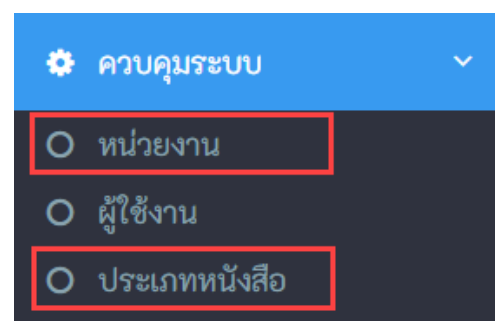 ควบคุมระบบ
หน่วยงาน
ผู้ใช้งาน
ประเภทหนังสือ